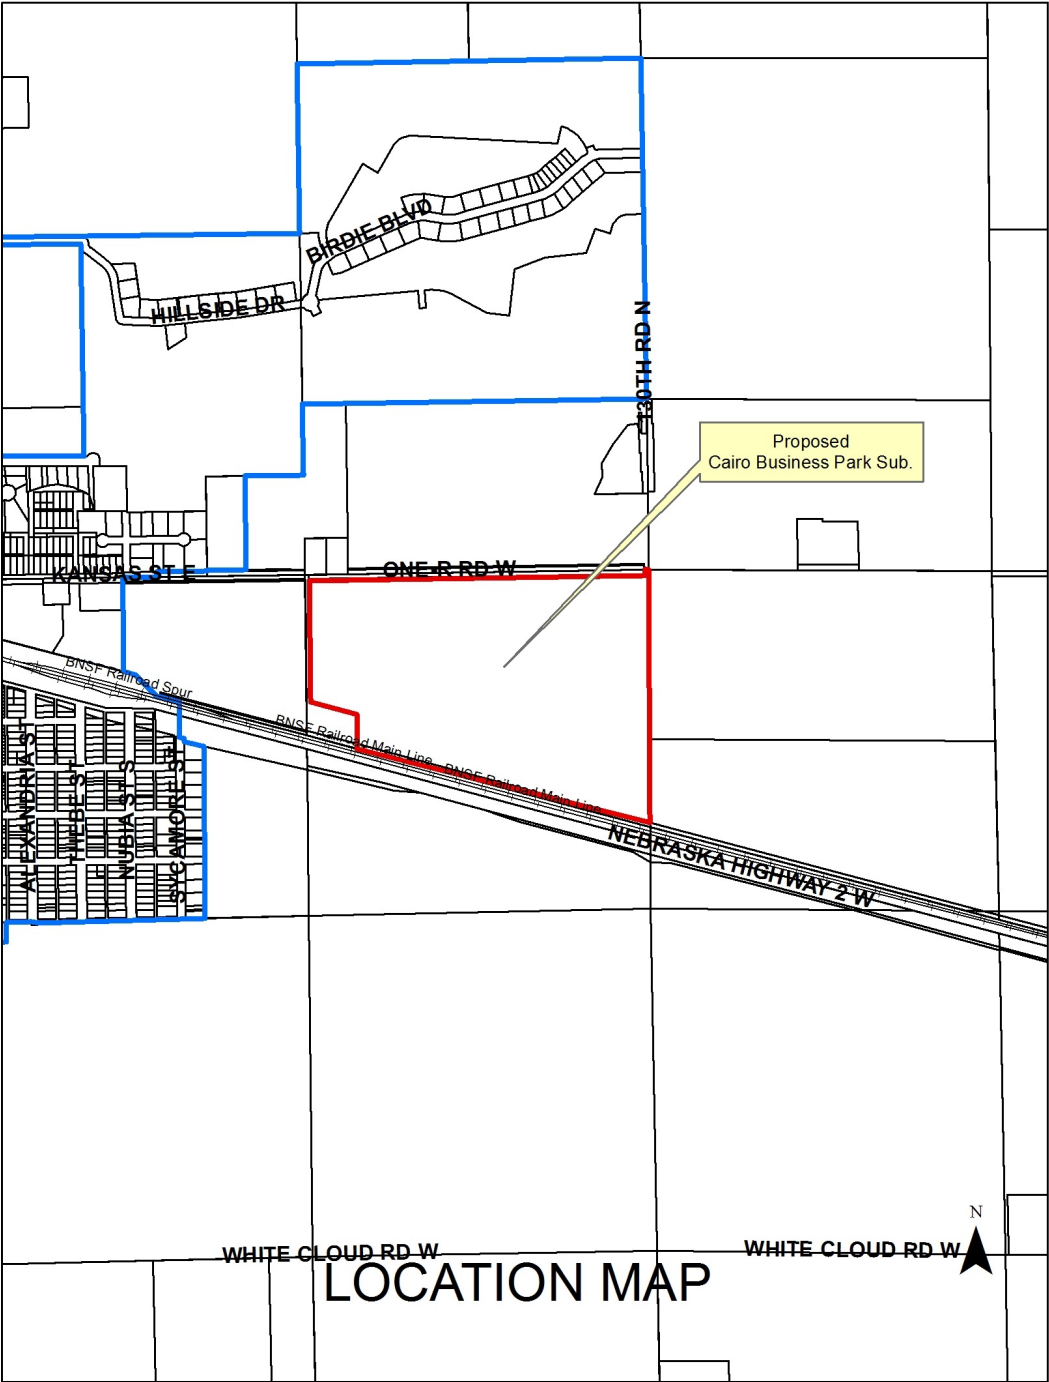 BIRDIE BLVD
HILLSIDE DR
130TH RD N
Proposed
Cairo Business Park Sub.
KANSAS ST E
ONE-R RD W
BNSF Railroad Spur
BNSF Railroad Main Line
BNSF Railroad Main Line
ALEXANDRIA ST
THEBE ST
NUBIA ST S
SYCAMORE ST
NEBRASKA HIGHWAY 2 W
N
WHITE CLOUD RD W
WHITE CLOUD RD W
LOCATION MAP